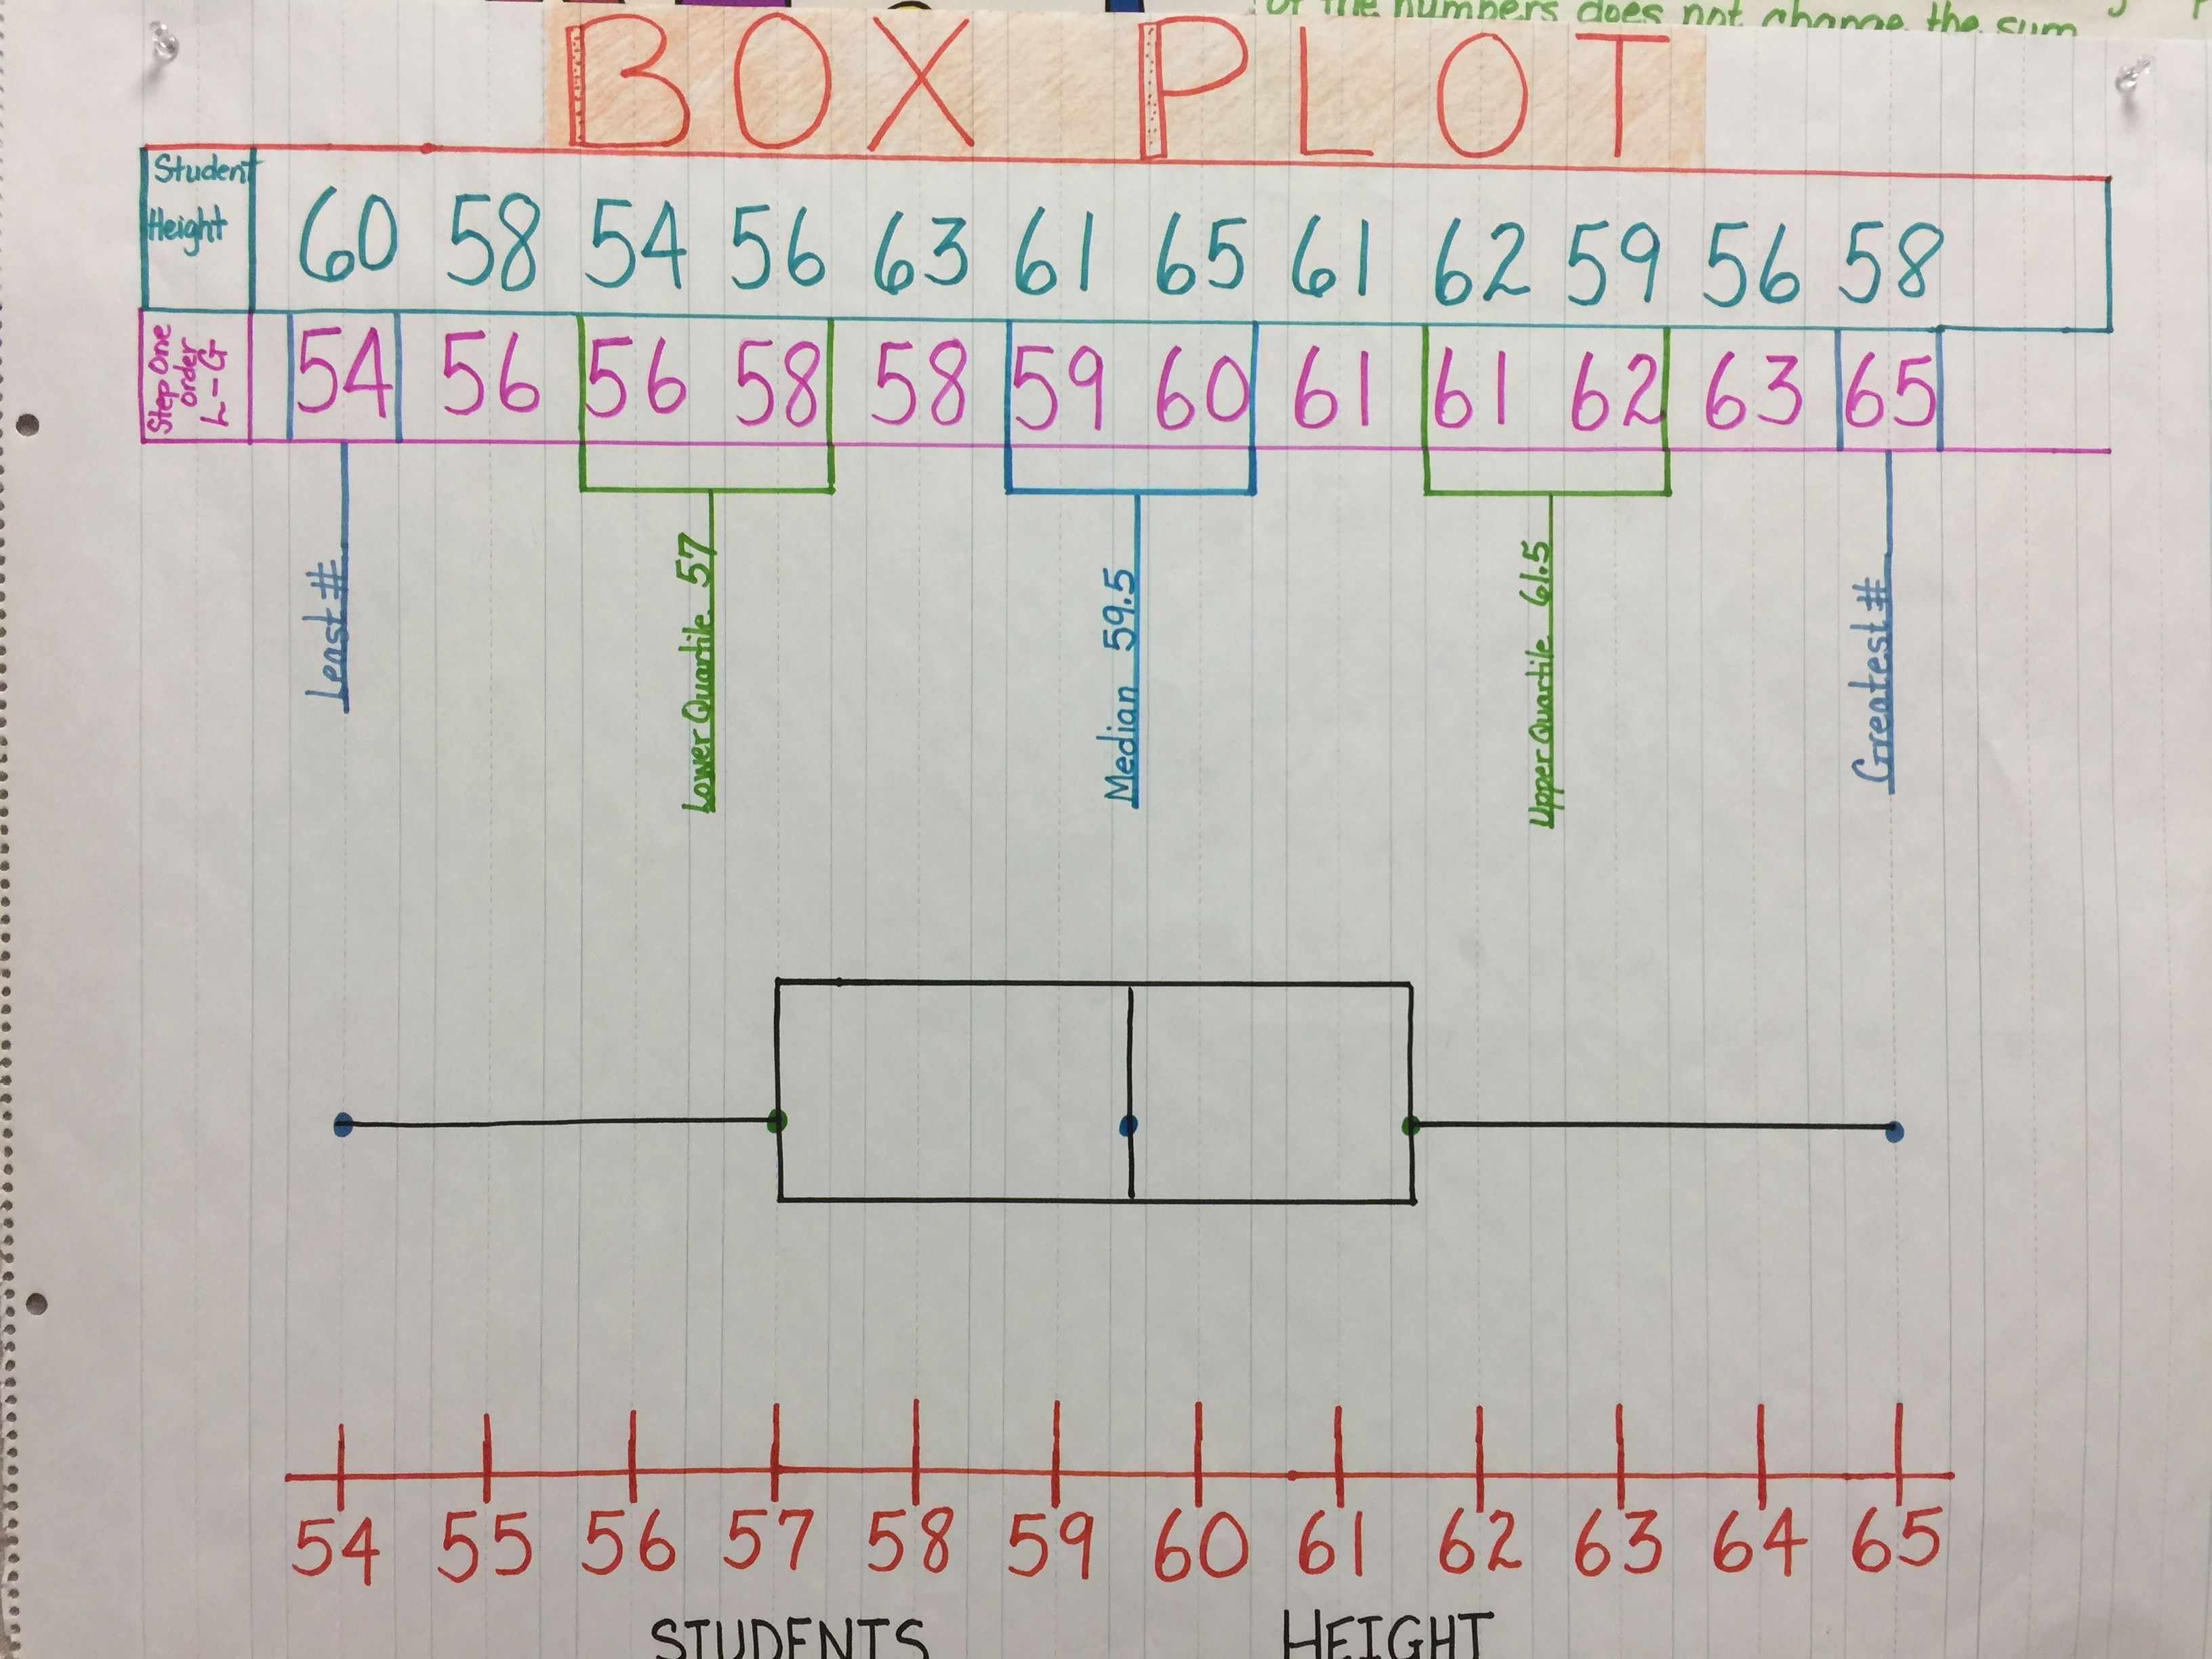 of the numbers does not change the sum
BOX PLOT
Student
Height
60 58 54 56 63 61 65 61 62 59 56 58
Step One
Order
L-G
54 56 56 58 58 59 60 61 61 62 63 65
Least #
Lower Quartile 57
Median 59.5
Upper Quartile 61.5
Greatest #
54 55 56 57 58 59 60 61 62 63 64 65
STUDENTS HEIGHT